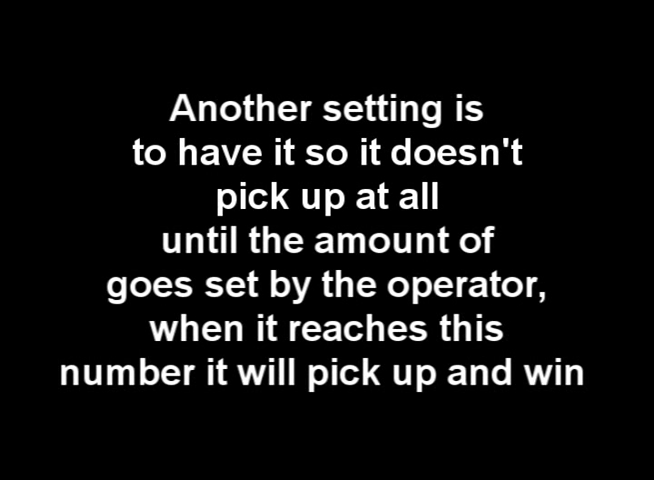 Another setting is
to have it so it doesn't
pick up at all
until the amount of
goes set by the operator,
when it reaches this
number it will pick up and win